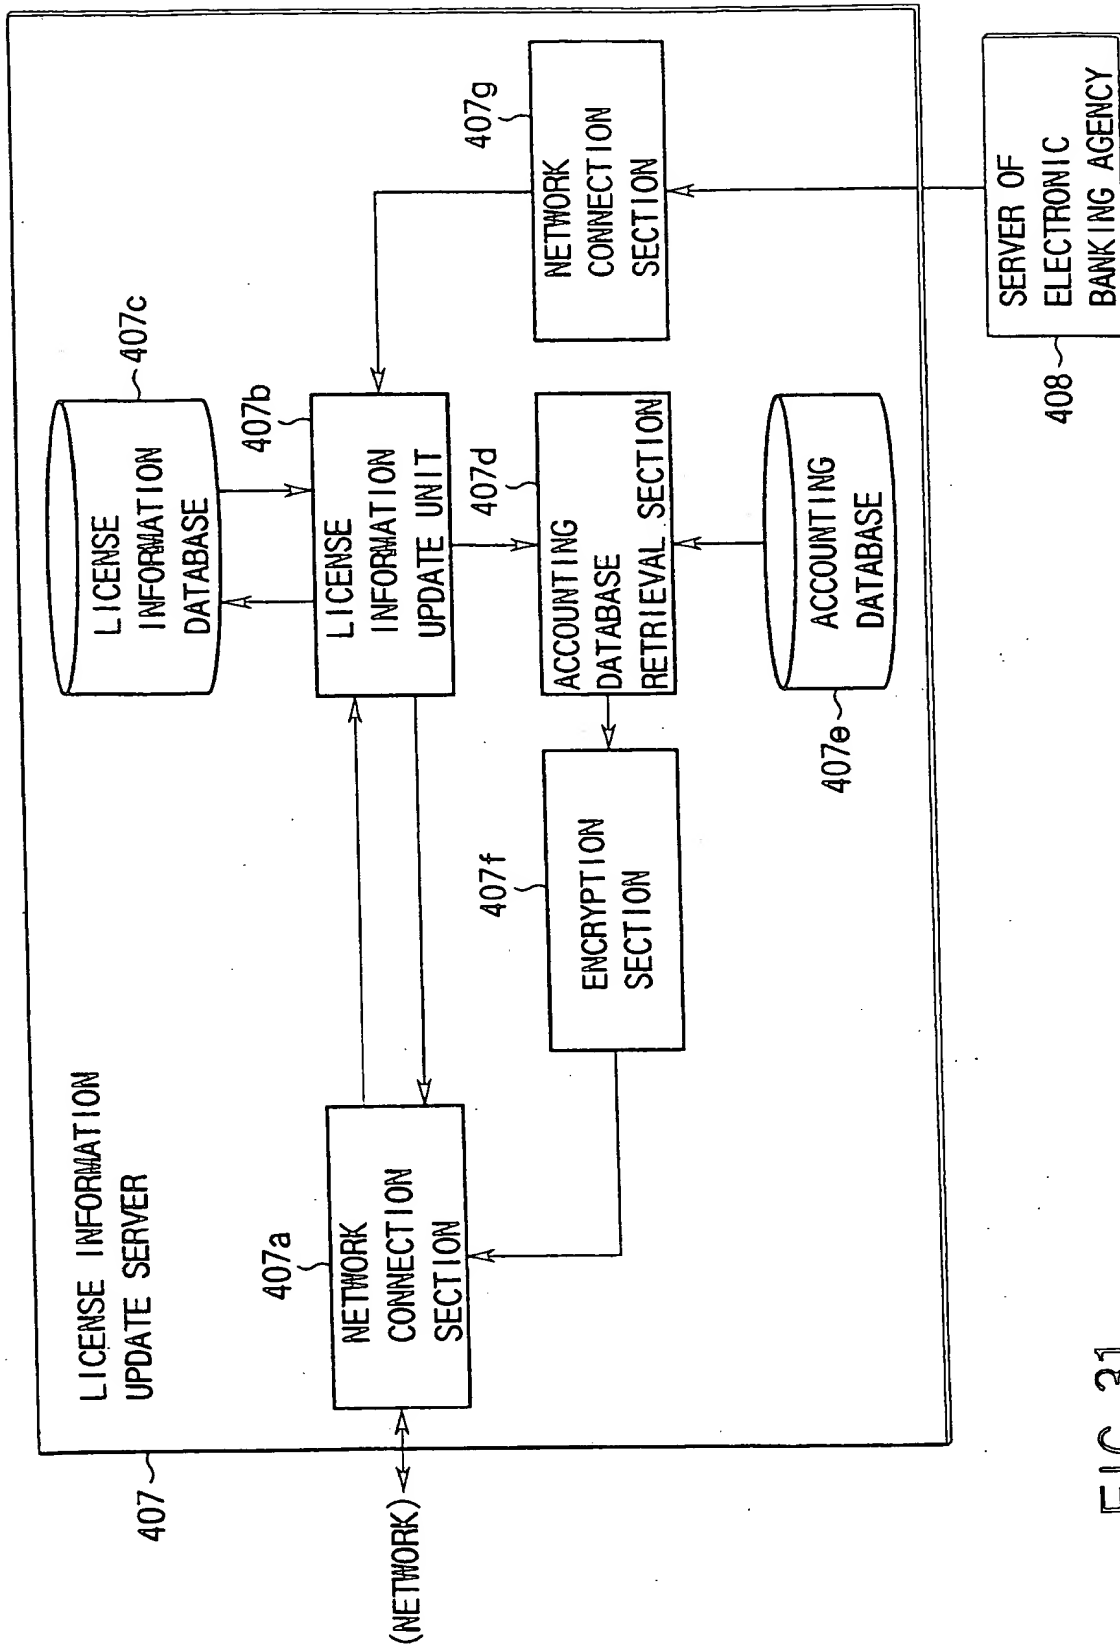 LICENSE INFORMATION
UPDATE SERVER
407
(NETWORK)
407a
NETWORK
CONNECTION
SECTION
407c
LICENSE
INFORMATION
DATABASE
407b
LICENSE
INFORMATION
UPDATE UNIT
407d
ACCOUNTING
DATABASE
RETRIEVAL SECTION
407e
ACCOUNTING
DATABASE
407f
ENCRYPTION
SECTION
407g
NETWORK
CONNECTION
SECTION
408
SERVER OF
ELECTRONIC
BANKING AGENCY